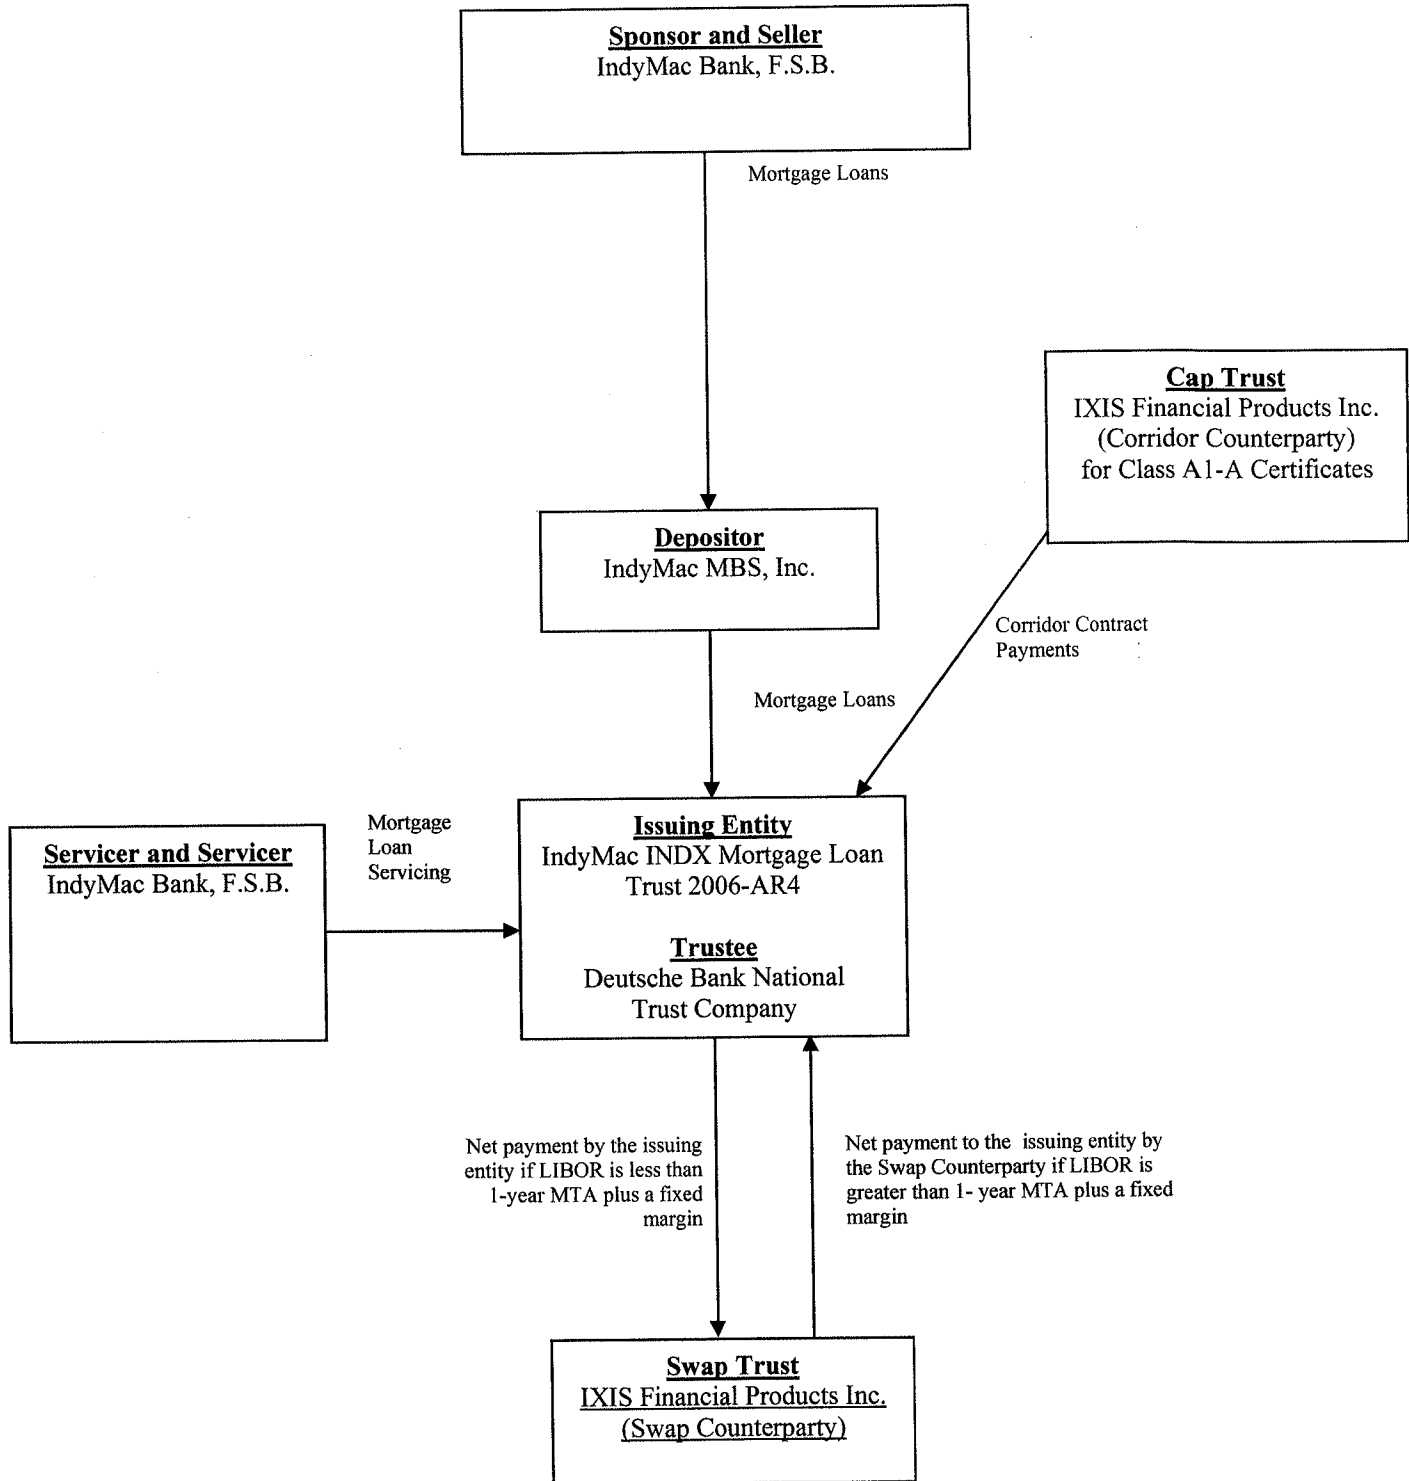 Sponsor and Seller
IndyMac Bank, F.S.B.
Mortgage Loans
Cap Trust
IXIS Financial Products Inc.
(Corridor Counterparty)
for Class A1-A Certificates
Depositor
IndyMac MBS, Inc.
Corridor Contract
Payments
Mortgage Loans
Servicer and Servicer
IndyMac Bank, F.S.B.
Mortgage
Loan
Servicing
Issuing Entity
IndyMac INDX Mortgage Loan
Trust 2006-AR4
Trustee
Deutsche Bank National
Trust Company
Net payment by the issuing
entity if LIBOR is less than
1-year MTA plus a fixed
margin
Net payment to the issuing entity by
the Swap Counterparty if LIBOR is
greater than 1- year MTA plus a fixed
margin
Swap Trust
IXIS Financial Products Inc.
(Swap Counterparty)